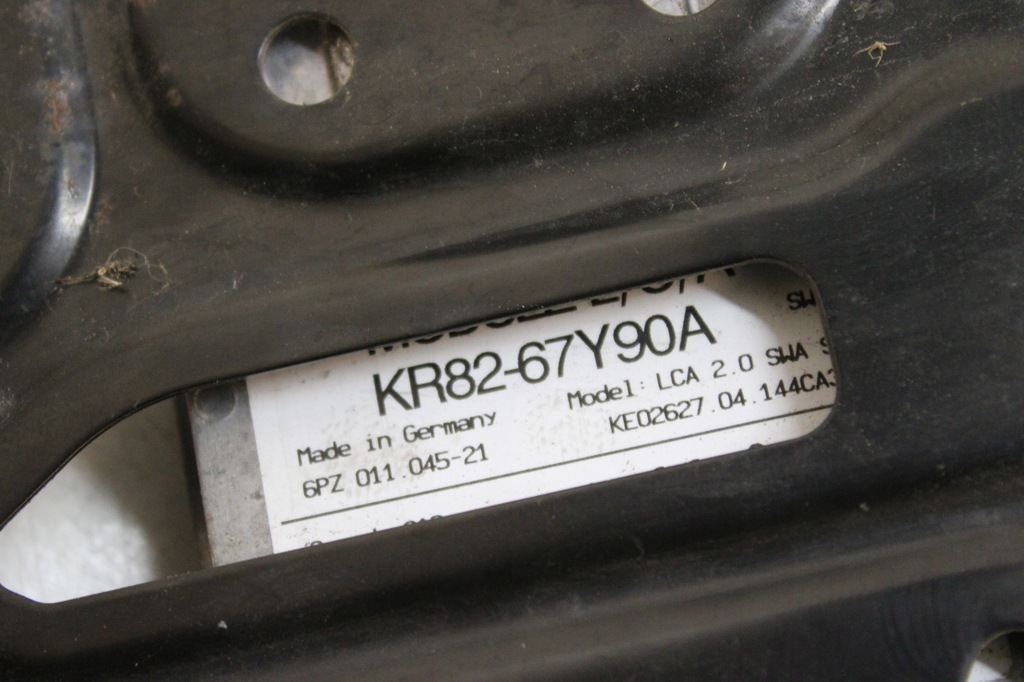 KR82-67Y90A
Made in Germany Model: LCA 2.0 SWA
6PZ 011.045-21 KE02627.04.144CA